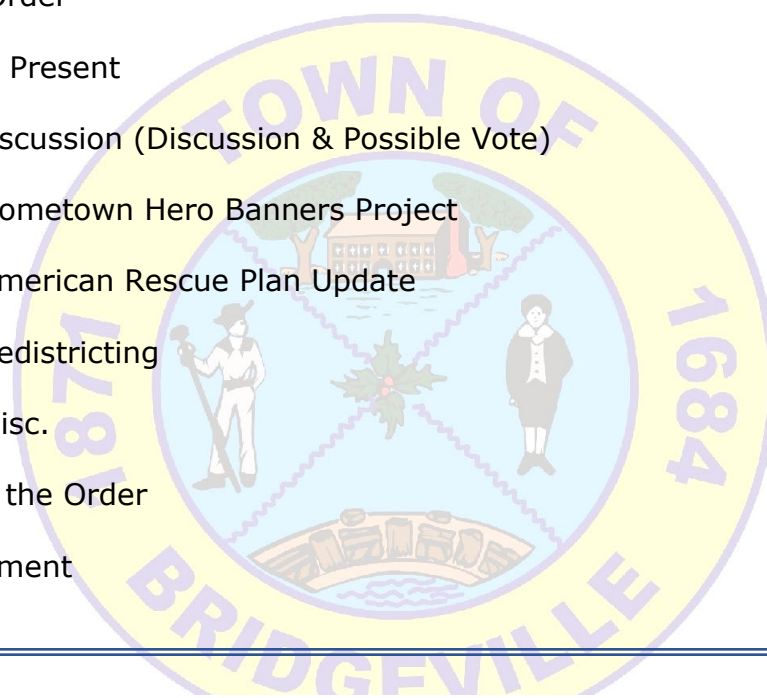 Order
Present
scussion (Discussion & Possible Vote)
ometown Hero Banners Project
merican Rescue Plan Update
edistricting
isc.
the Order
ment
TOWN OF
BRIDGEVILLE
1871
1684